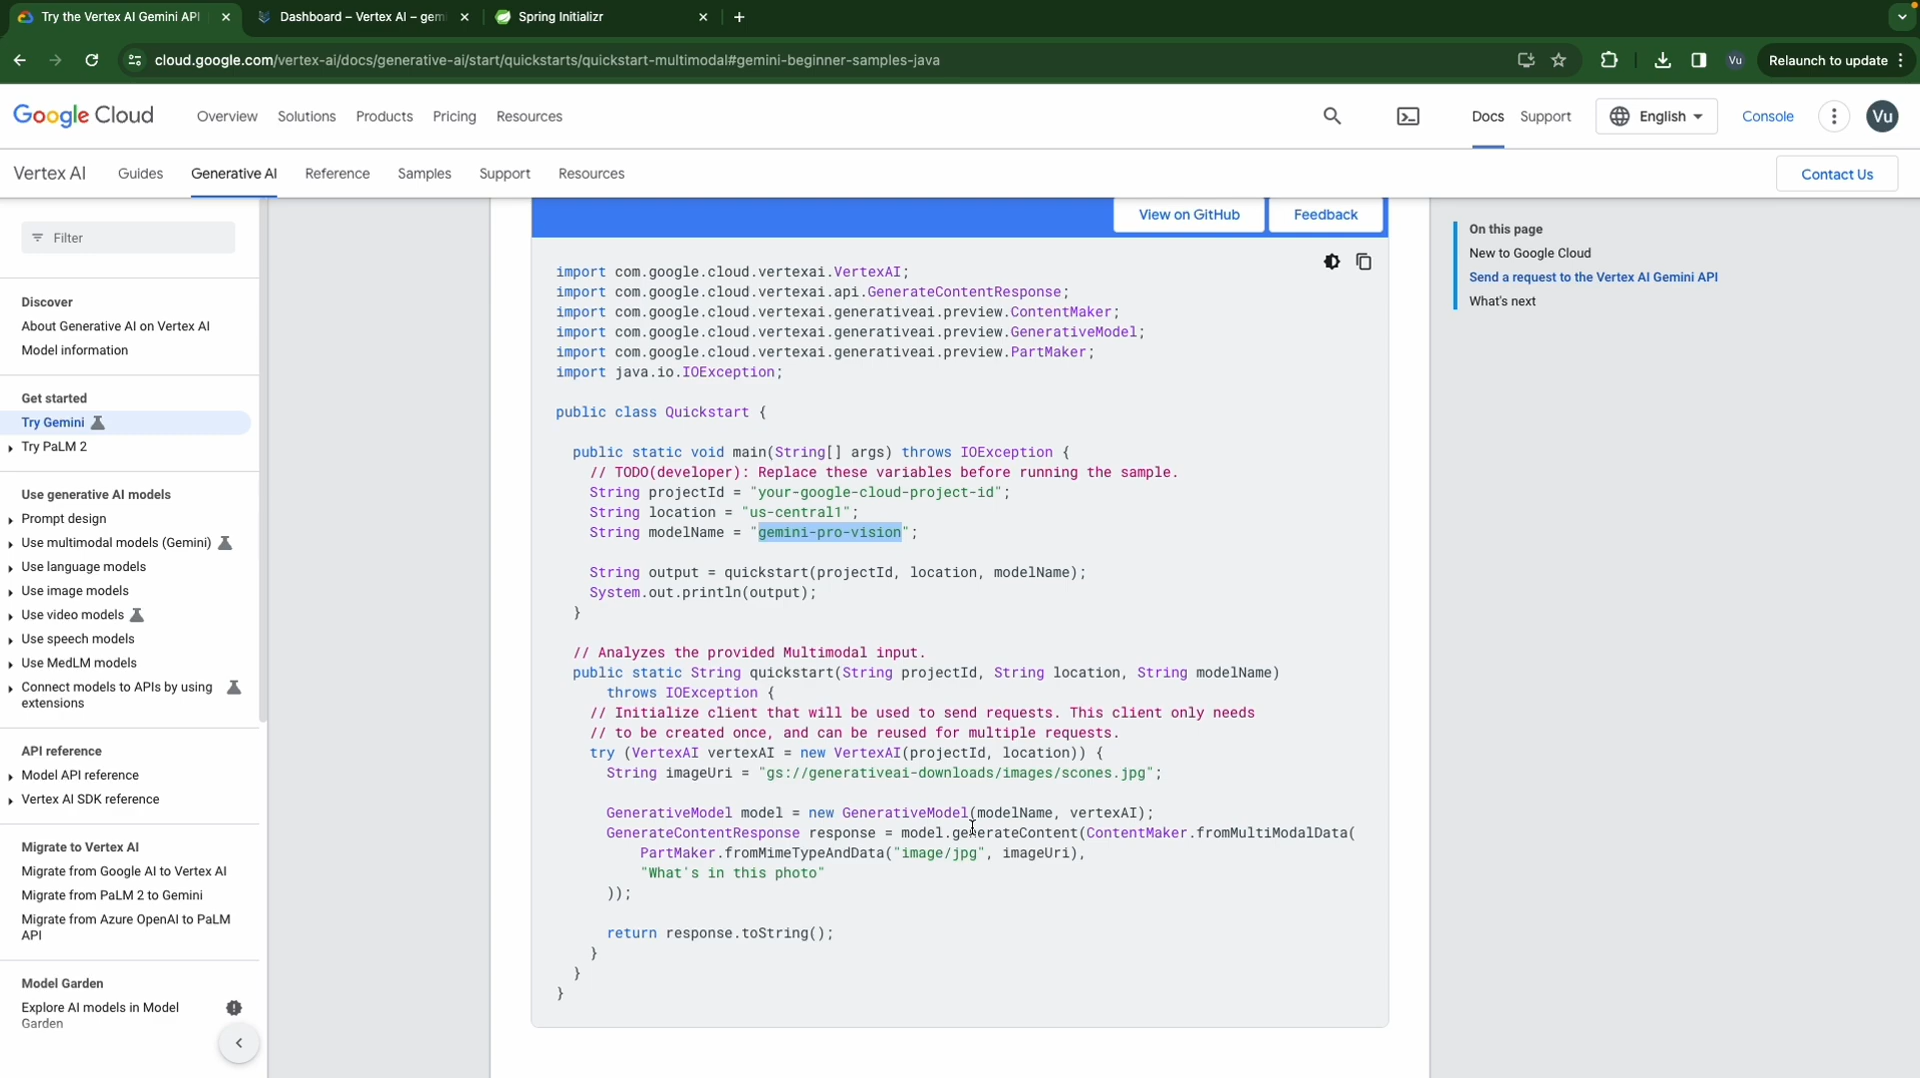 Try the Vertex AI Gemini API
Dashboard – Vertex AI – gem
Spring Initializr
cloud.google.com/vertex-ai/docs/generative-ai/start/quickstarts/quickstart-multimodal#gemini-beginner-samples-java
Vu
Relaunch to update
Google Cloud
Overview
Solutions
Products
Pricing
Resources
Docs
Support
English
Console
Vu
Vertex AI
Guides
Generative AI
Reference
Samples
Support
Resources
Contact Us
Filter
Discover
About Generative AI on Vertex AI
Model information
Get started
Try Gemini
Try PaLM 2
Use generative AI models
Prompt design
Use multimodal models (Gemini)
Use language models
Use image models
Use video models
Use speech models
Use MedLM models
Connect models to APIs by using
extensions
API reference
Model API reference
Vertex AI SDK reference
Migrate to Vertex AI
Migrate from Google AI to Vertex AI
Migrate from PaLM 2 to Gemini
Migrate from Azure OpenAI to PaLM
API
Model Garden
Explore AI models in Model
Garden
View on GitHub
Feedback
import com.google.cloud.vertexai.VertexAI;
import com.google.cloud.vertexai.api.GenerateContentResponse;
import com.google.cloud.vertexai.generativeai.preview.ContentMaker;
import com.google.cloud.vertexai.generativeai.preview.GenerativeModel;
import com.google.cloud.vertexai.generativeai.preview.PartMaker;
import java.io.IOException;
public class Quickstart {
public static void main(String[] args) throws IOException {
// TODO(developer): Replace these variables before running the sample.
String projectId = "your-google-cloud-project-id";
String location = "us-central1";
String modelName = "gemini-pro-vision";
String output = quickstart(projectId, location, modelName);
System.out.println(output);
}
// Analyzes the provided Multimodal input.
public static String quickstart(String projectId, String location, String modelName)
throws IOException {
// Initialize client that will be used to send requests. This client only needs
// to be created once, and can be reused for multiple requests.
try (VertexAI vertexAI = new VertexAI(projectId, location)) {
String imageUri = "gs://generativeai-downloads/images/scones.jpg";
GenerativeModel model = new GenerativeModel(modelName, vertexAI);
GenerateContentResponse response = model.generateContent(ContentMaker.fromMultiModalData(
PartMaker.fromMimeTypeAndData("image/jpg", imageUri),
"What's in this photo"
));
return response.toString();
}
}
}
On this page
New to Google Cloud
Send a request to the Vertex AI Gemini API
What's next